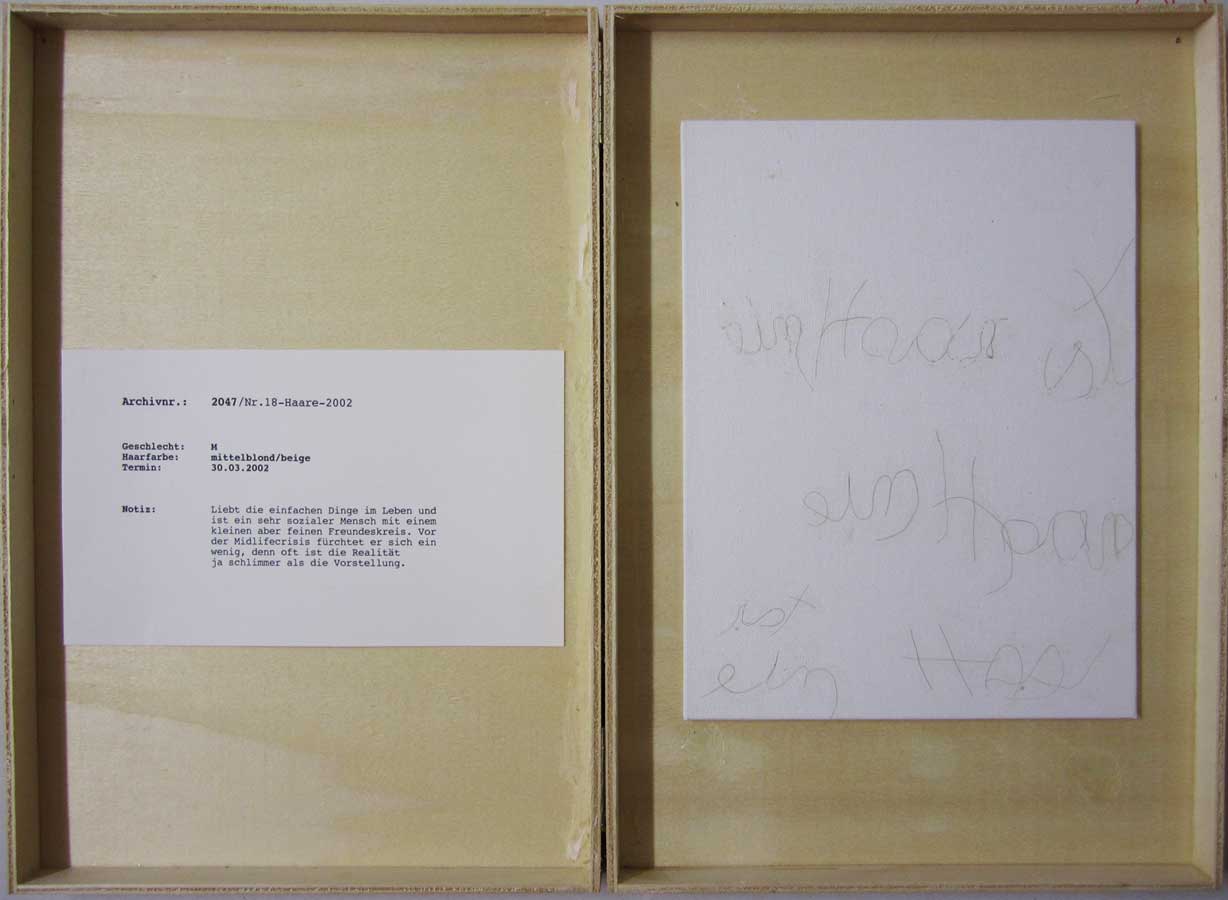 Archivnr.: 2047/Nr.18-Haare-2002
Geschlecht: M
Haarfarbe: mittelblond/beige
Termin: 30.03.2002
Notiz: Liebt die einfachen Dinge im Leben und
ist ein sehr sozialer Mensch mit einem
kleinen aber feinen Freundeskreis. Vor
der Midlifecrisis fürchtet er sich ein
wenig, denn oft ist die Realität
ja schlimmer als die Vorstellung.
ein Haar ist
Haar
ist
ein